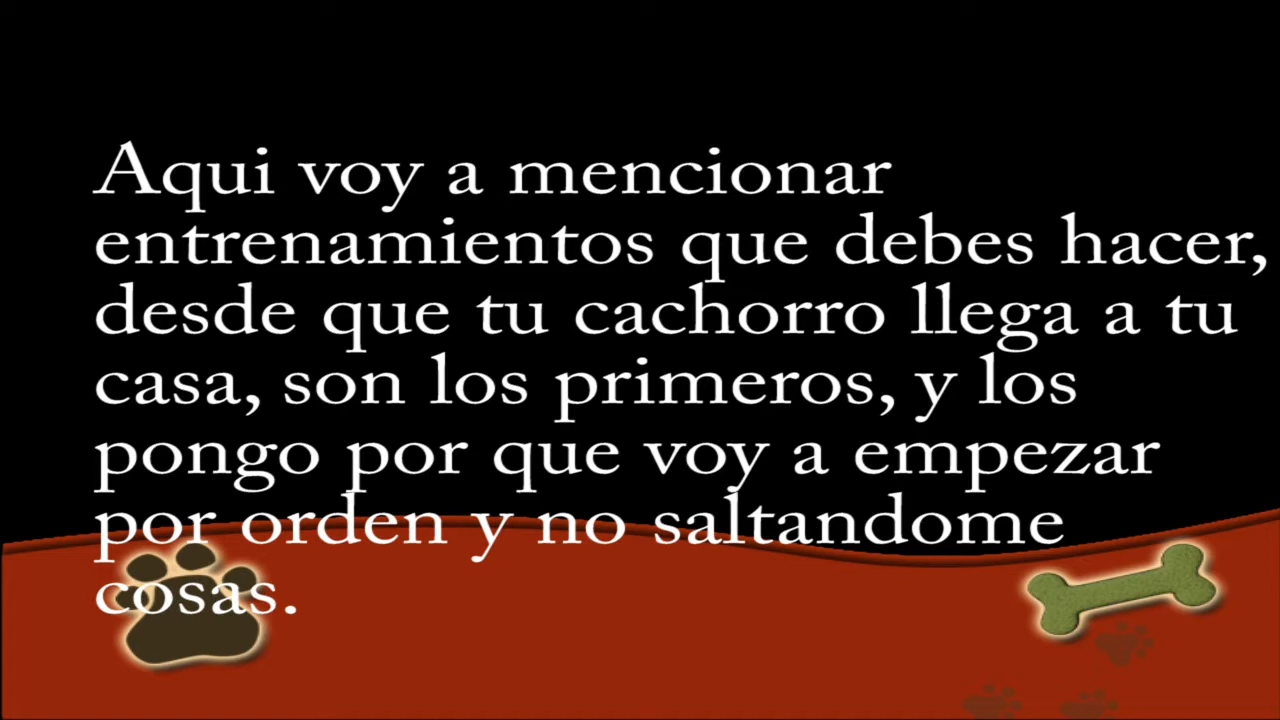 Aqui voy a mencionar
entrenamientos que debes hacer,
desde que tu cachorro llega a tu
casa, son los primeros, y los
pongo por que voy a empezar
por orden y no saltandome
cosas.